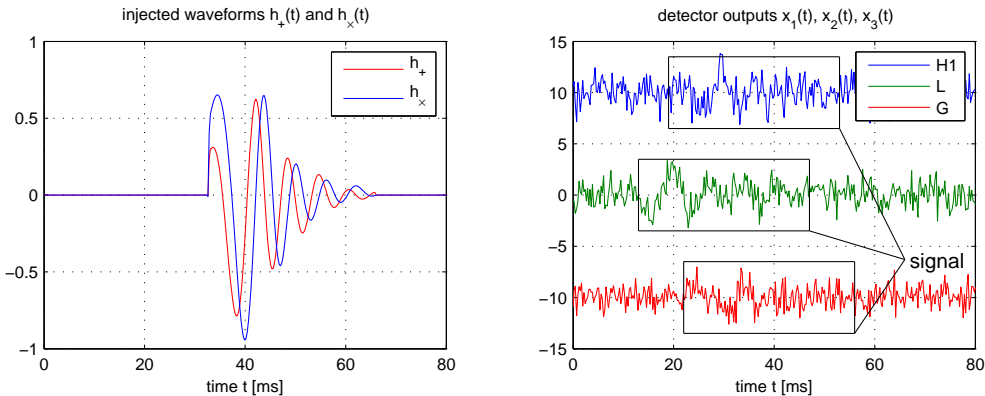 injected waveforms h₊(t) and hₓ(t)
1
0.5
0
−0.5
−1
0
20
40
60
80
time t [ms]
h₊
hₓ
detector outputs x₁(t), x₂(t), x₃(t)
15
10
5
0
−5
−10
−15
0
20
40
60
80
time t [ms]
H1
L
G
signal